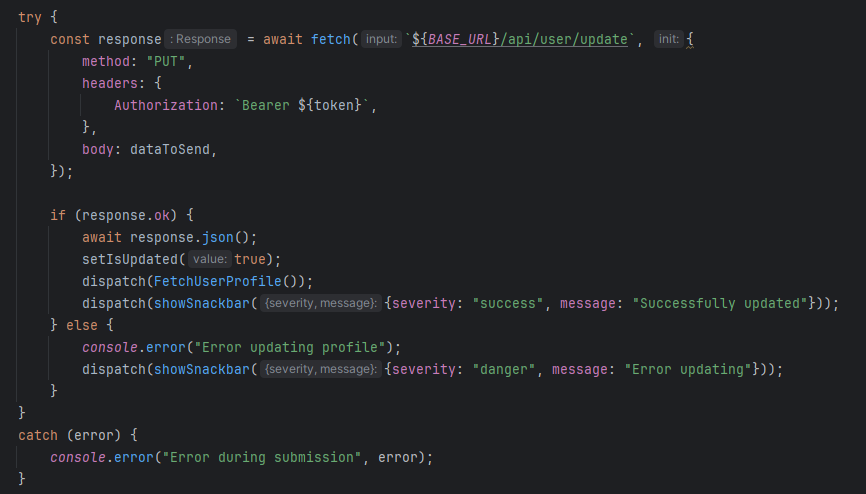 try {
const response : Response = await fetch( input: `${BASE_URL}/api/user/update`, init: {
method: "PUT",
headers: {
Authorization: `Bearer ${token}`,
},
body: dataToSend,
});
if (response.ok) {
await response.json();
setIsUpdated( value: true);
dispatch(FetchUserProfile());
dispatch(showSnackbar( {severity, message}: {severity: "success", message: "Successfully updated"}));
} else {
console.error("Error updating profile");
dispatch(showSnackbar( {severity, message}: {severity: "danger", message: "Error updating"}));
}
}
catch (error) {
console.error("Error during submission", error);
}